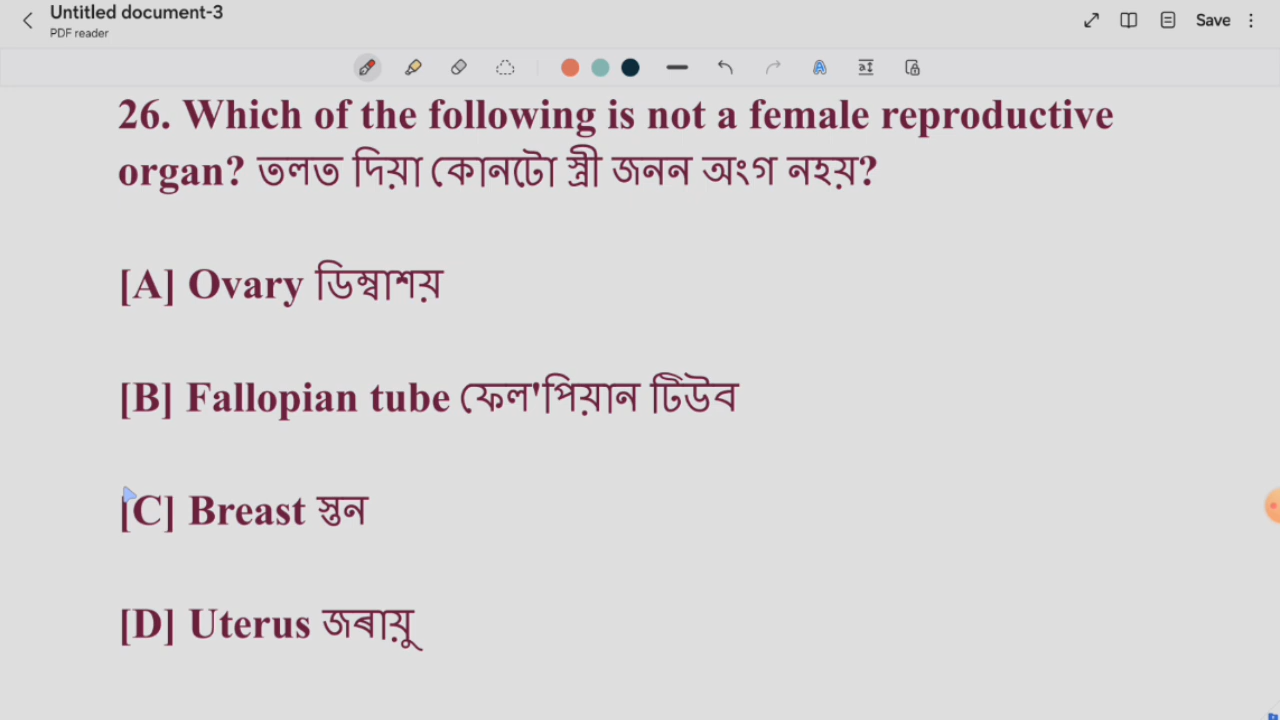 Untitled document-3
PDF reader
Save
26. Which of the following is not a female reproductive
organ? তলত দিয়া কোনটো স্ত্ৰী জনন অংগ নহয়?
[A] Ovary ডিম্বাশয়
[B] Fallopian tube ফেল'পিয়ান টিউব
[C] Breast স্তন
[D] Uterus জৰায়ু